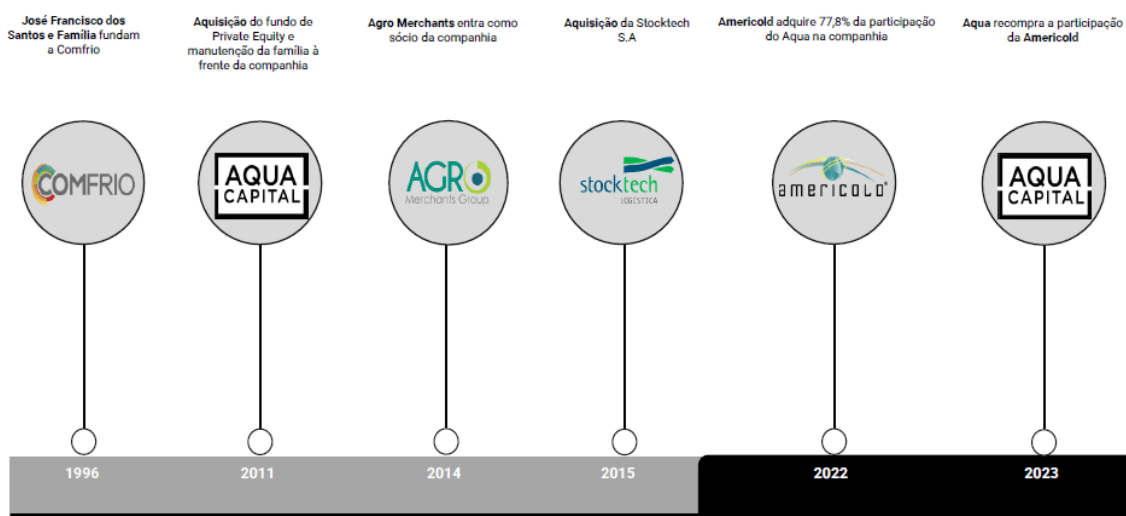 José Francisco dos
Santos e Família fundam
a Comfrio
Aquisição do fundo de
Private Equity e
manutenção da família à
frente da companhia
Agro Merchants entra como
sócio da companhia
Aquisição da Stocktech
S.A
Americold adquire 77,8% da participação
do Aqua na companhia
Aqua recompra a participação
da Americold
COMFRIO
AQUA
CAPITAL
AGRO
Merchants Group
stocktech
LOGÍSTICA
americold®
AQUA
CAPITAL
1996
2011
2014
2015
2022
2023